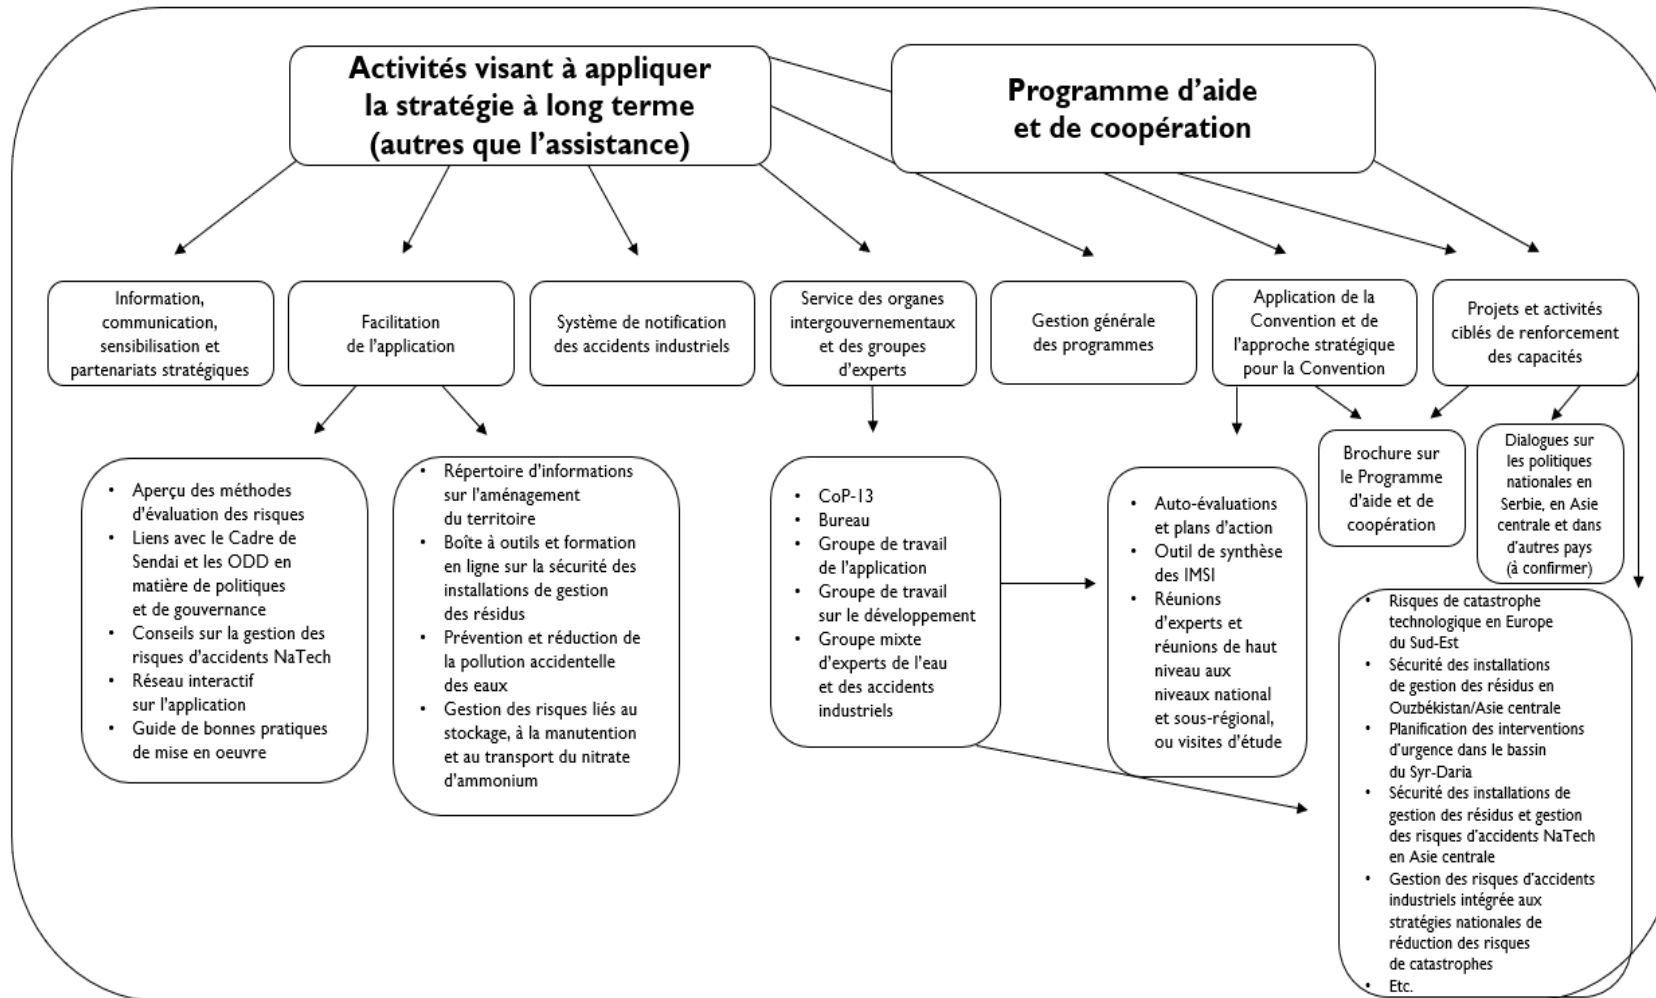 Activités visant à appliquer
la stratégie à long terme
(autres que l'assistance)
Programme d'aide
et de coopération
Information,
communication,
sensibilisation et
partenariats stratégiques
Facilitation
de l'application
Système de notification
des accidents industriels
Service des organes
intergouvernementaux
et des groupes
d'experts
Gestion générale
des programmes
Application de la
Convention et de
l'approche stratégique
pour la Convention
Projets et activités
ciblés de renforcement
des capacités
• Aperçu des méthodes
d'évaluation des risques
• Liens avec le Cadre de
Sendai et les ODD en
matière de politiques
et de gouvernance
• Conseils sur la gestion des
risques d'accidents NaTech
• Réseau interactif
sur l'application
• Guide de bonnes pratiques
de mise en oeuvre
• Répertoire d'informations
sur l'aménagement
du territoire
• Boîte à outils et formation
en ligne sur la sécurité des
installations de gestion
des résidus
• Prévention et réduction de
la pollution accidentelle
des eaux
• Gestion des risques liés au
stockage, à la manutention
et au transport du nitrate
d'ammonium
• CoP-13
• Bureau
• Groupe de travail
de l'application
• Groupe de travail
sur le développement
• Groupe mixte
d'experts de l'eau
et des accidents
industriels
• Auto-évaluations
et plans d'action
• Outil de synthèse
des IMSI
• Réunions
d'experts et
réunions de haut
niveau aux
niveaux national
et sous-régional,
ou visites d'étude
Brochure sur
le Programme
d'aide et de
coopération
Dialogues sur
les politiques
nationales en
Serbie, en Asie
centrale et dans
d'autres pays
(à confirmer)
• Risques de catastrophe
technologique en Europe
du Sud-Est
• Sécurité des installations
de gestion des résidus en
Ouzbékistan/Asie centrale
• Planification des interventions
d'urgence dans le bassin
du Syr-Daria
• Sécurité des installations de
gestion des résidus et gestion
des risques d'accidents NaTech
en Asie centrale
• Gestion des risques d'accidents
industriels intégrée aux
stratégies nationales de
réduction des risques
de catastrophes
• Etc.